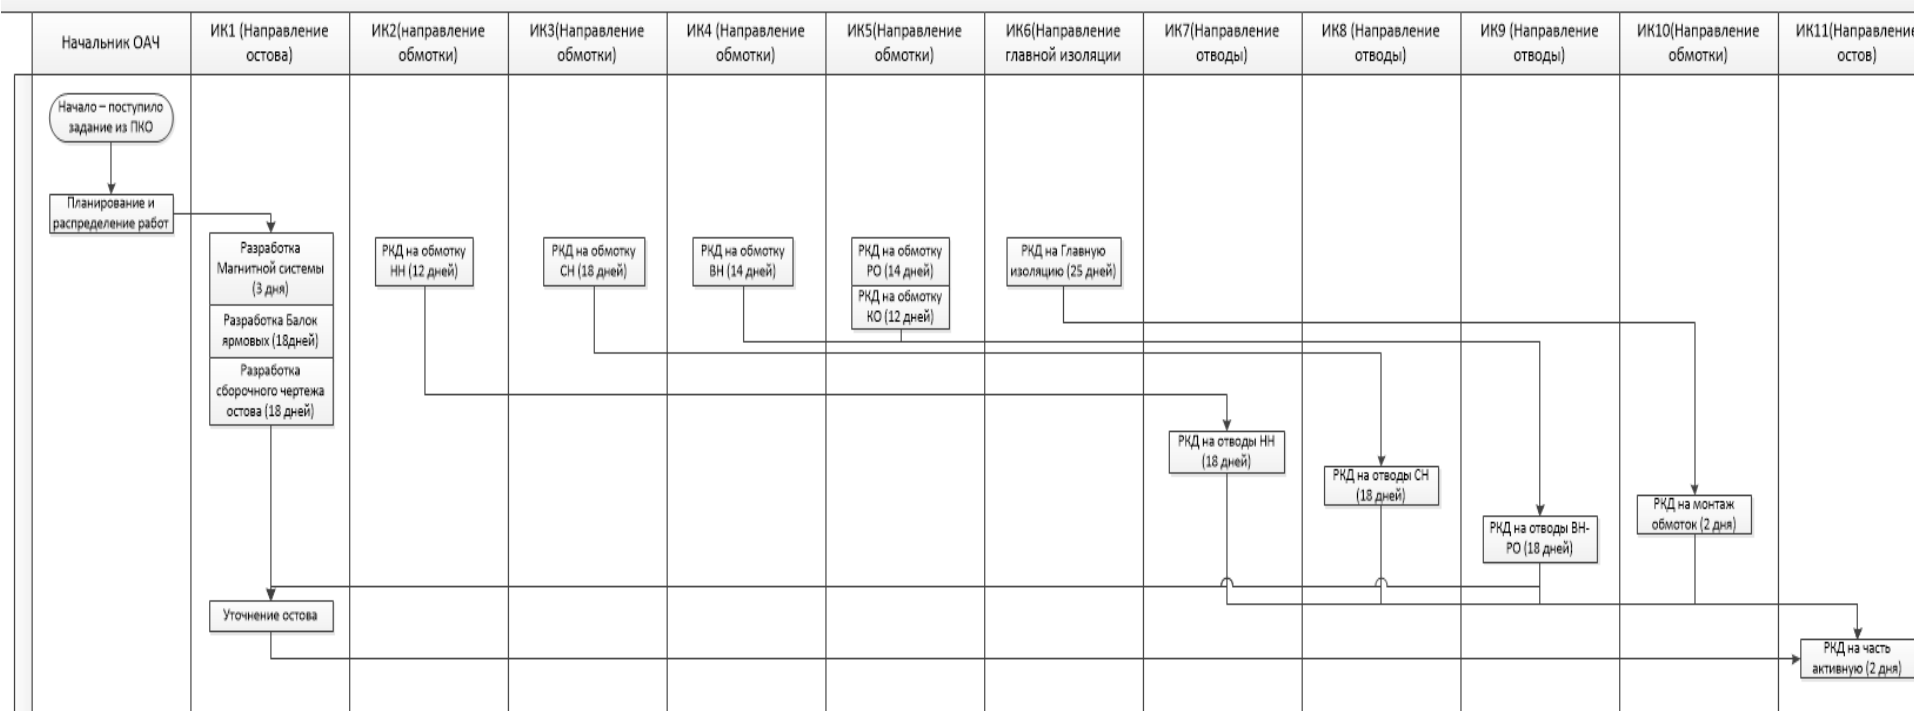 Начальник ОАЧ
ИК1 (Направление
остова)
ИК2(направление
обмотки)
ИК3(Направление
обмотки)
ИК4 (Направление
обмотки)
ИК5(Направление
обмотки)
ИК6(Направление
главной изоляции
ИК7(Направление
отводы)
ИК8 (Направление
отводы)
ИК9 (Направление
отводы)
ИК10(Направление
обмотки)
ИК11(Направление
остов)
Начало – поступило
задание из ПКО
Планирование и
распределение работ
Разработка
Магнитной системы
(3 дня)
Разработка Балок
ярмовых (18дней)
Разработка
сборочного чертежа
остова (18 дней)
РКД на обмотку
НН (12 дней)
РКД на обмотку
СН (18 дней)
РКД на обмотку
ВН (14 дней)
РКД на обмотку
РО (14 дней)
РКД на обмотку
КО (12 дней)
РКД на Главную
изоляцию (25 дней)
РКД на отводы НН
(18 дней)
РКД на отводы СН
(18 дней)
РКД на отводы ВН-
РО (18 дней)
РКД на монтаж
обмоток (2 дня)
Уточнение остова
РКД на часть
активную (2 дня)